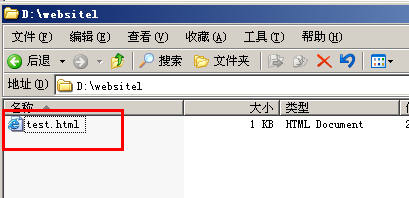 D:\website1
文件(F) 编辑(E) 查看(V) 收藏(A) 工具(T) 帮助(H)
后退 搜索 文件夹
地址(D) D:\website1
名称 大小 类型
test.html 1 KB HTML Document